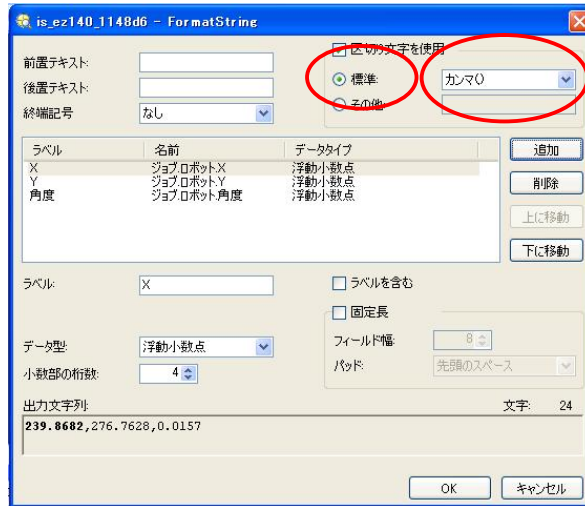 is_ez140_1148d6 - FormatString
前置テキスト:
後置テキスト:
終端記号 なし
区切り文字を使用
標準: カンマ(,)
その他:
ラベル 名前 データタイプ
X ジョブ.ロボット.X 浮動小数点
Y ジョブ.ロボット.Y 浮動小数点
角度 ジョブ.ロボット.角度 浮動小数点
追加
削除
上に移動
下に移動
ラベル: X
ラベルを含む
固定長
データ型: 浮動小数点
フィールド幅: 8
小数部の桁数: 4
パッド: 先頭のスペース
出力文字列: 文字: 24
239.8682,276.7628,0.0157
OK キャンセル